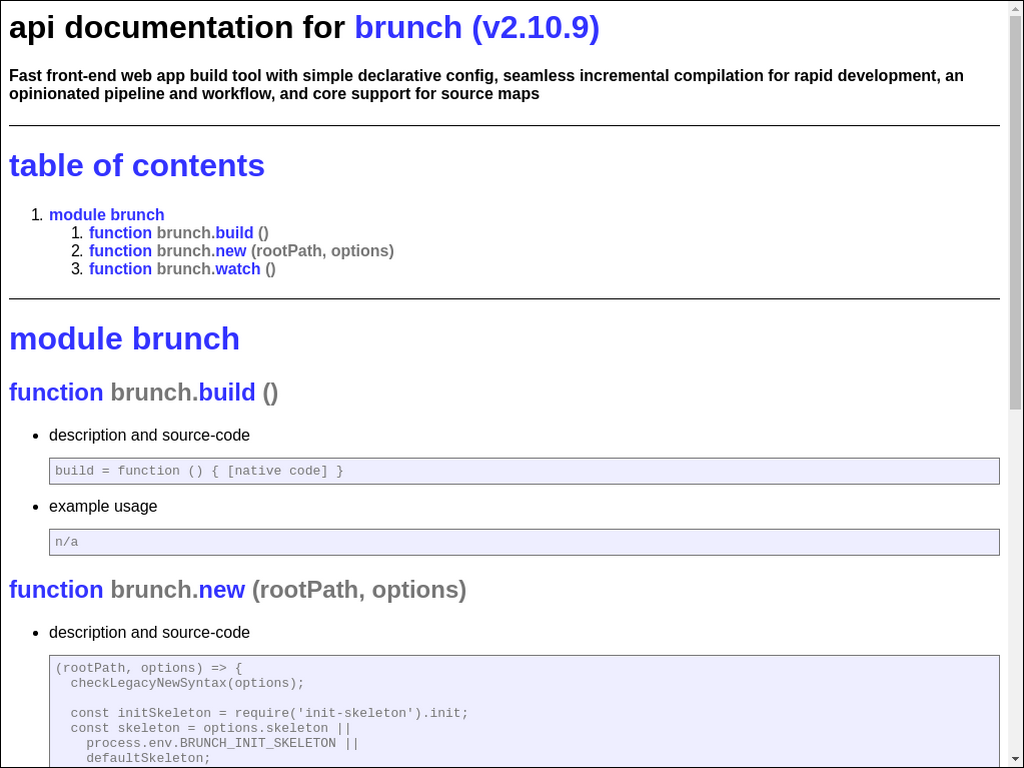 api documentation for brunch (v2.10.9)
Fast front-end web app build tool with simple declarative config, seamless incremental compilation for rapid development, an
opinionated pipeline and workflow, and core support for source maps
table of contents
1. module brunch
1. function brunch.build ()
2. function brunch.new (rootPath, options)
3. function brunch.watch ()
module brunch
function brunch.build ()
• description and source-code
build = function () { [native code] }
• example usage
n/a
function brunch.new (rootPath, options)
• description and source-code
(rootPath, options) => {
  checkLegacyNewSyntax(options);
  const initSkeleton = require('init-skeleton').init;
  const skeleton = options.skeleton ||
    process.env.BRUNCH_INIT_SKELETON ||
    defaultSkeleton;